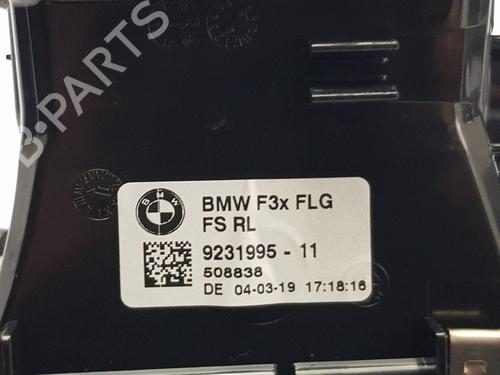 B-PARTS
BMW
BMW F3x FLG
FS RL
9231995 - 11
508838
DE 04-03-19 17:18:16